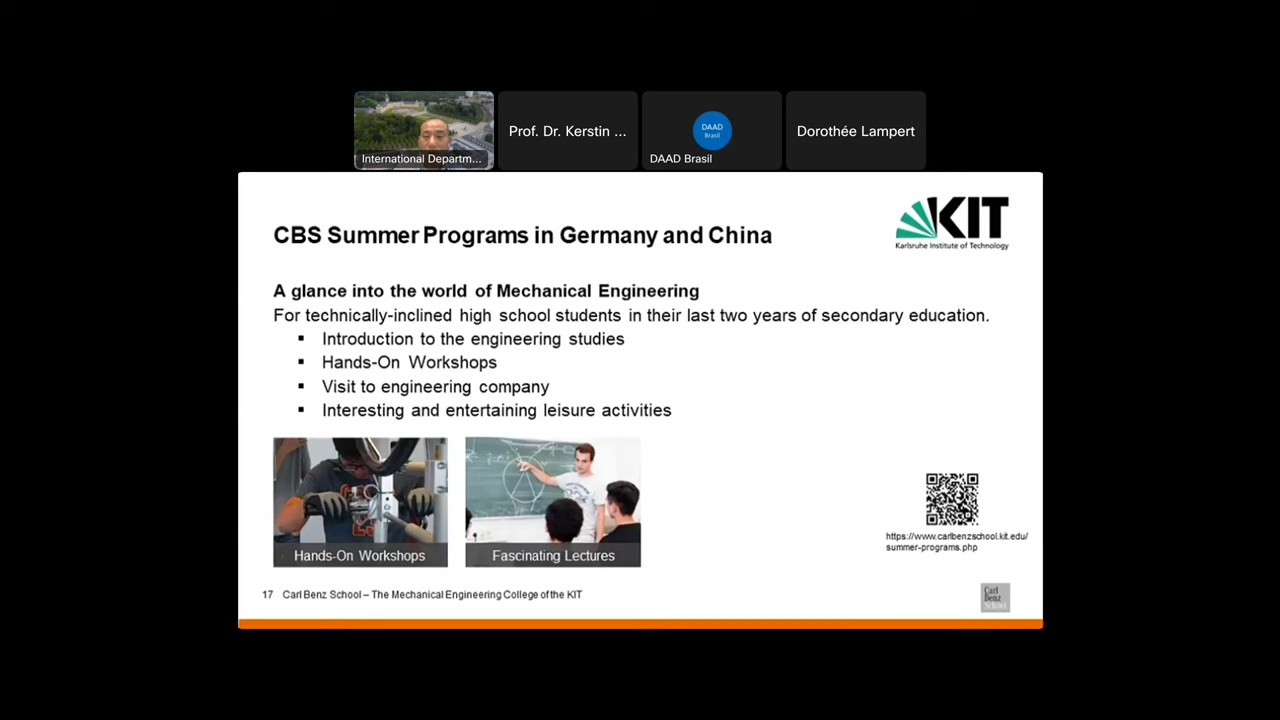 International Departm...
Prof. Dr. Kerstin ...
DAAD
Brasil
DAAD Brasil
Dorothée Lampert
CBS Summer Programs in Germany and China
KIT
Karlsruhe Institute of Technology
A glance into the world of Mechanical Engineering
For technically-inclined high school students in their last two years of secondary education.
▪ Introduction to the engineering studies
▪ Hands-On Workshops
▪ Visit to engineering company
▪ Interesting and entertaining leisure activities
Hands-On Workshops
Fascinating Lectures
https://www.carlbenzschool.kit.edu/
summer-programs.php
17 Carl Benz School – The Mechanical Engineering College of the KIT
Carl
Benz
School